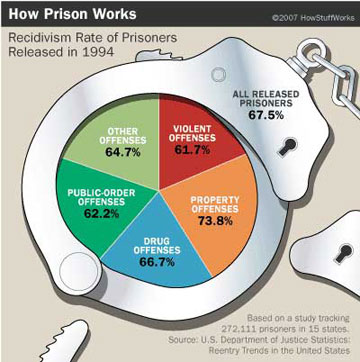 How Prison Works
©2007 HowStuffWorks
Recidivism Rate of Prisoners
Released in 1994
ALL RELEASED
PRISONERS
67.5%
OTHER
OFFENSES
64.7%
VIOLENT
OFFENSES
61.7%
PUBLIC-ORDER
OFFENSES
62.2%
PROPERTY
OFFENSES
73.8%
DRUG
OFFENSES
66.7%
Based on a study tracking
272,111 prisoners in 15 states.
Source: U.S. Department of Justice Statistics:
Reentry Trends in the United States